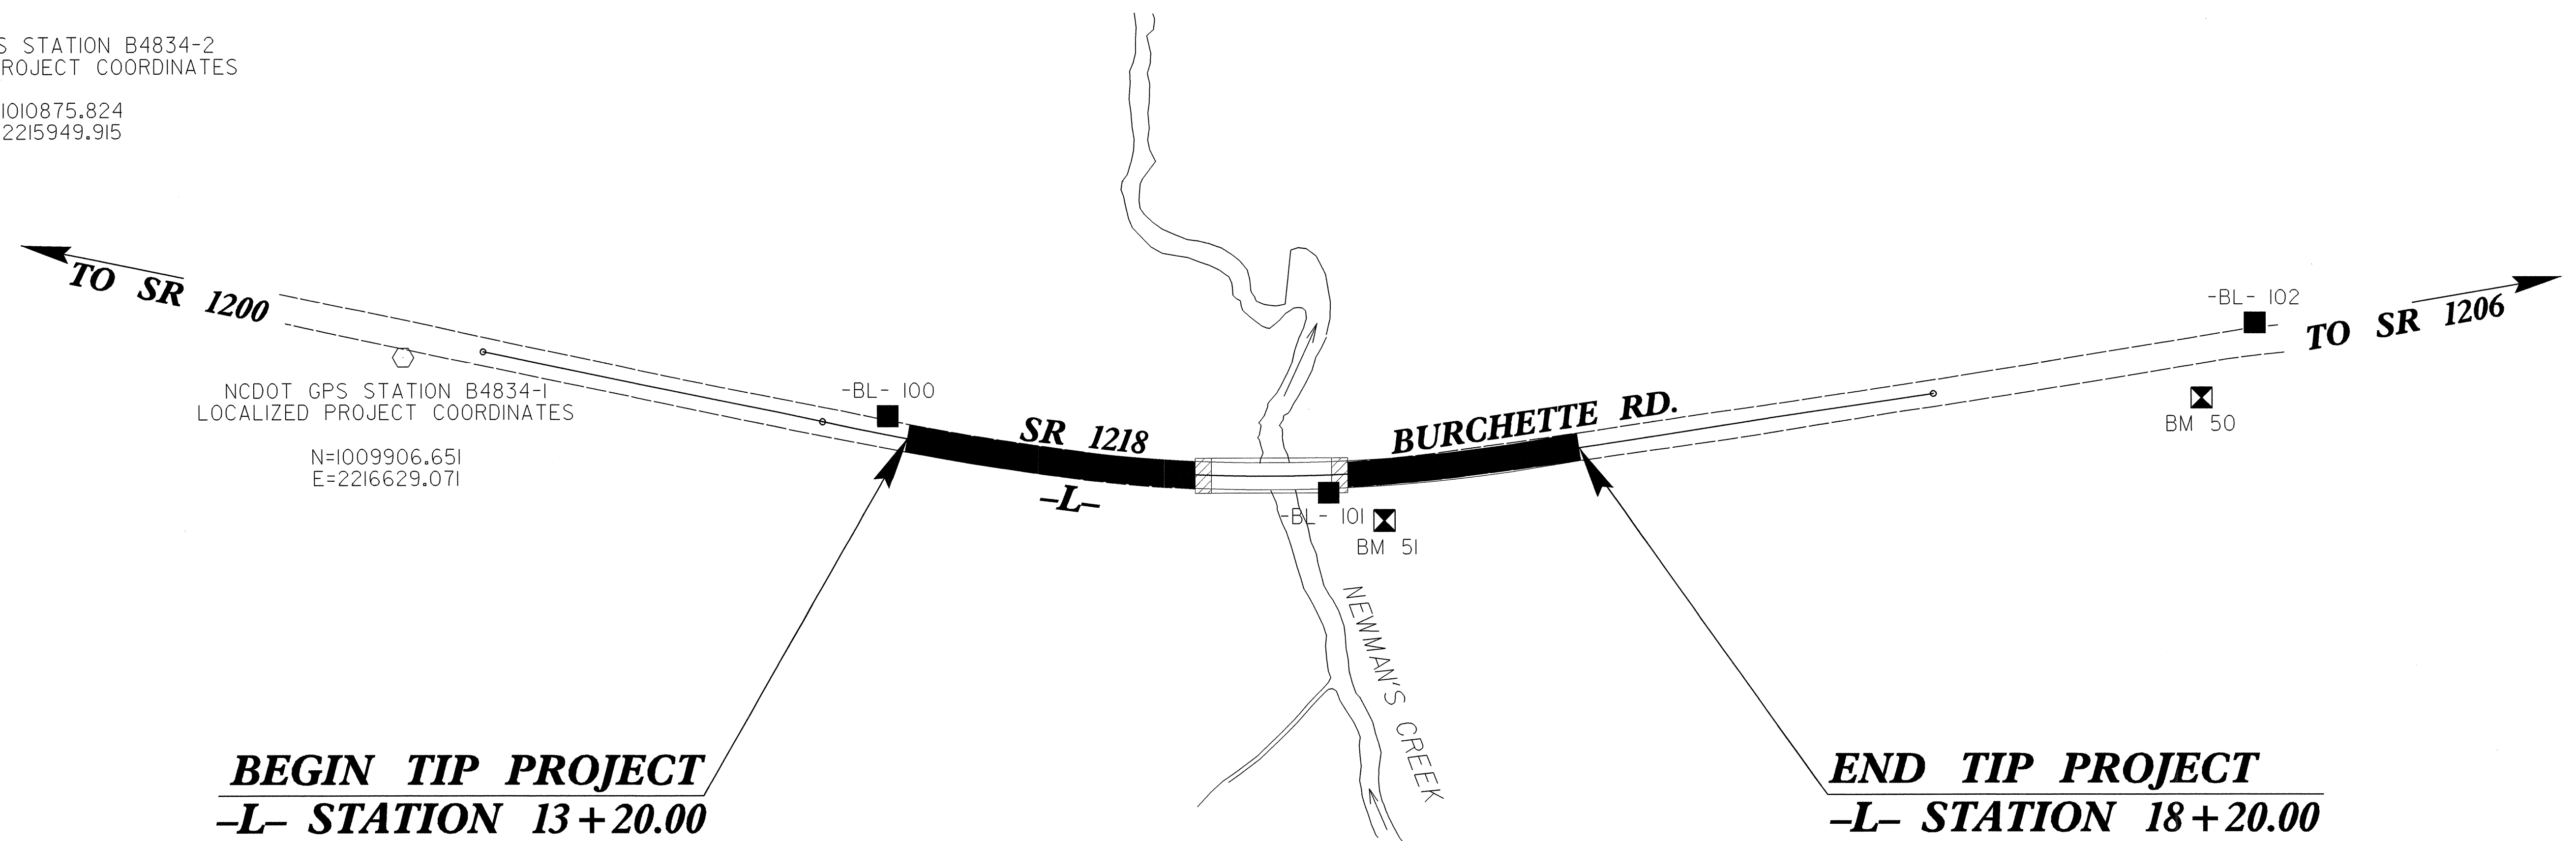 STATION B4834-2
PROJECT COORDINATES
1010875.824
2215949.915
TO SR 1200
NCDOT GPS STATION B4834-1
LOCALIZED PROJECT COORDINATES
N=1009906.651
E=2216629.071
-BL- 100
SR 1218
-L-
-BL- 101
BM 51
BURCHETTE RD.
-BL- 102
TO SR 1206
BM 50
NEWMAN'S CREEK
BEGIN TIP PROJECT
-L- STATION 13+20.00
END TIP PROJECT
-L- STATION 18+20.00